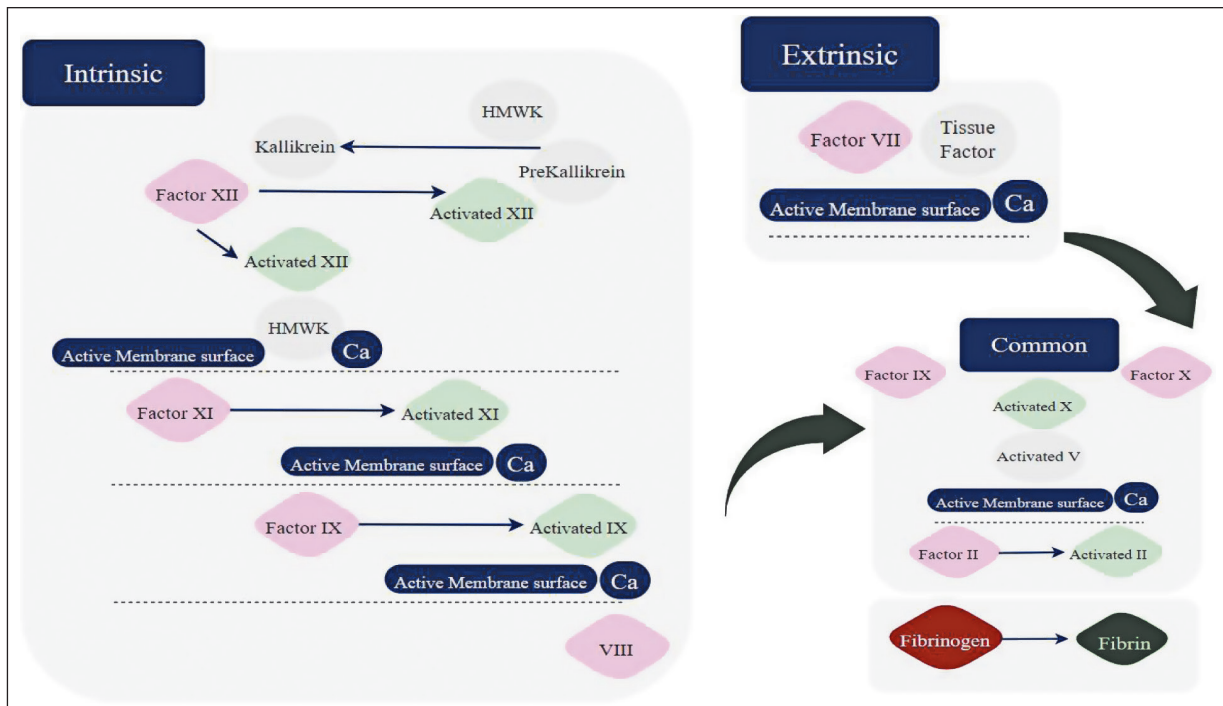 Intrinsic
HMWK
Kallikrein
PreKallikrein
Factor XII
Activated XII
Activated XII
HMWK
Active Membrane surface
Ca
Factor XI
Activated XI
Active Membrane surface
Ca
Factor IX
Activated IX
Active Membrane surface
Ca
VIII
Extrinsic
Factor VII
Tissue
Factor
Active Membrane surface
Ca
Common
Factor IX
Factor X
Activated X
Activated V
Active Membrane surface
Ca
Factor II
Activated II
Fibrinogen
Fibrin